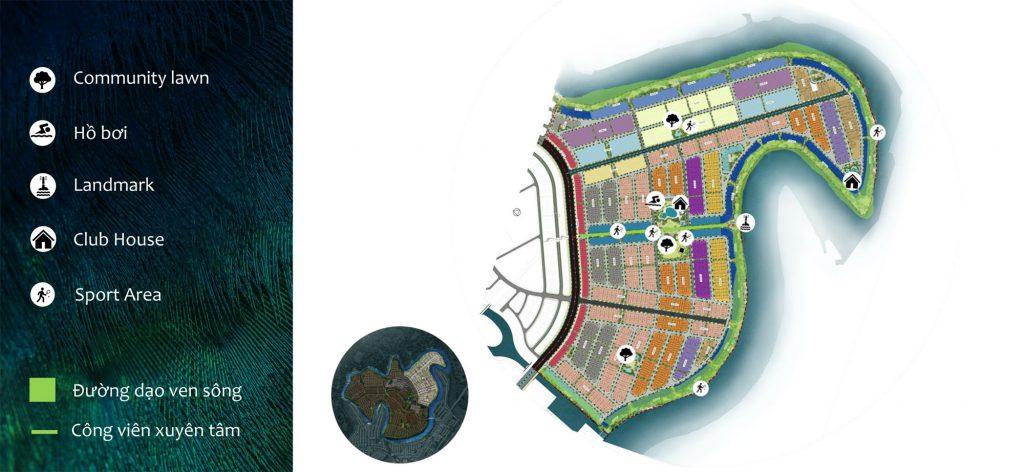 Community lawn
Hồ bơi
Landmark
Club House
Sport Area
Đường dạo ven sông
Công viên xuyên tâm